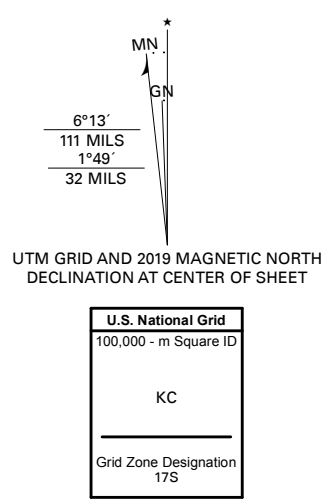 MN
GN
6°13´
111 MILS
1°49´
32 MILS
UTM GRID AND 2019 MAGNETIC NORTH
DECLINATION AT CENTER OF SHEET
U.S. National Grid
100,000 - m Square ID
KC
Grid Zone Designation
17S